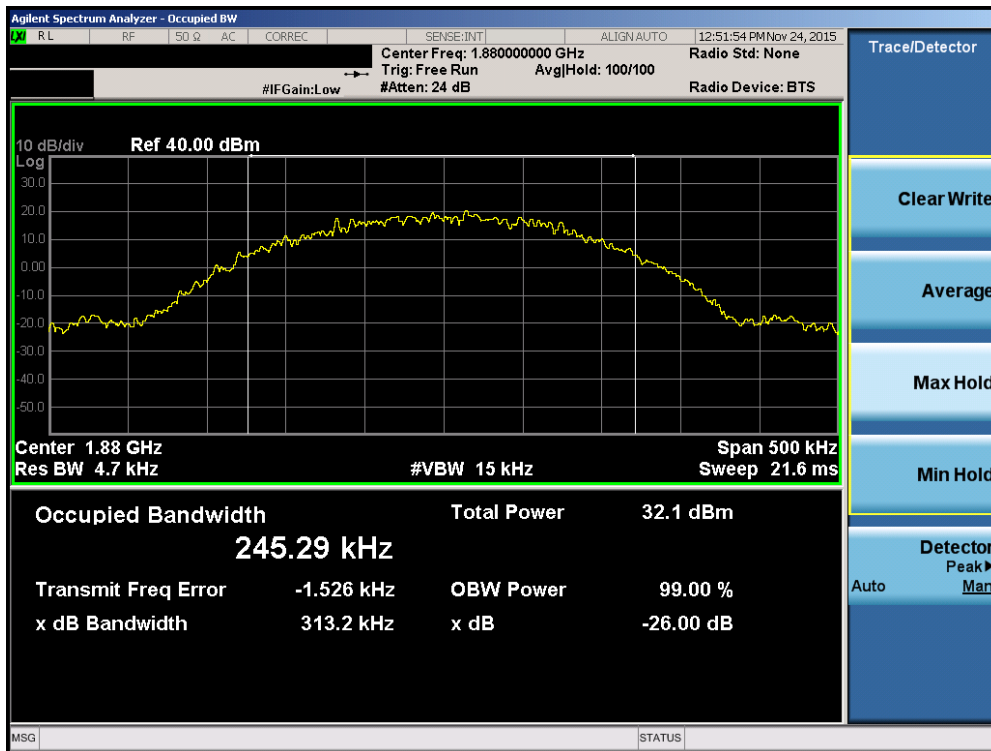 Agilent Spectrum Analyzer - Occupied BW
LXI RL RF 50 Ω AC CORREC SENSE:INT ALIGN AUTO 12:51:54 PM Nov 24, 2015
Center Freq: 1.880000000 GHz Radio Std: None
Trig: Free Run Avg|Hold: 100/100
#IFGain:Low #Atten: 24 dB Radio Device: BTS
10 dB/div Ref 40.00 dBm
Log
30.0
20.0
10.0
0.00
-10.0
-20.0
-30.0
-40.0
-50.0
Center 1.88 GHz Span 500 kHz
Res BW 4.7 kHz #VBW 15 kHz Sweep 21.6 ms
Occupied Bandwidth Total Power 32.1 dBm
245.29 kHz
Transmit Freq Error -1.526 kHz OBW Power 99.00 %
x dB Bandwidth 313.2 kHz x dB -26.00 dB
MSG STATUS
Trace/Detector
Clear Write
Average
Max Hold
Min Hold
Detector
Peak▶
Auto Man